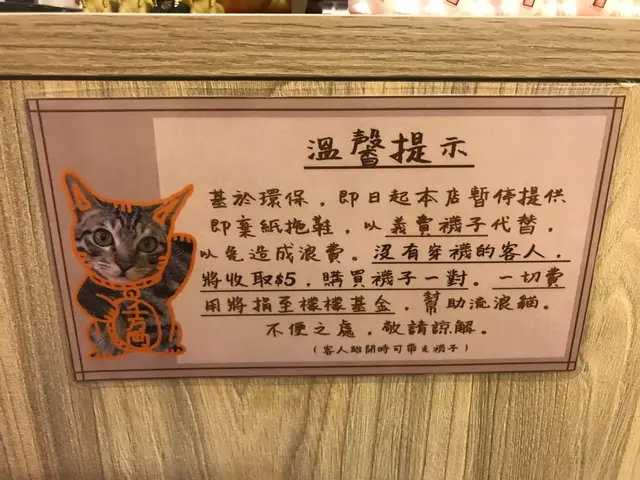 溫馨提示
基於環保，即日起本店暫停提供
即棄紙拖鞋，以義賣襪子代替，
以免造成浪費。沒有穿襪的客人，
將收取$5，購買襪子一對。一切費
用將捐至檬檬基金，幫助流浪貓。
不便之處，敬請諒解。
（客人離開時可帶走襪子）